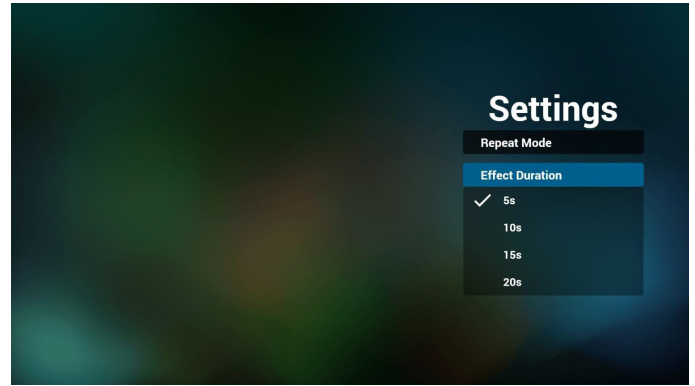 Settings
Repeat Mode
Effect Duration
5s
10s
15s
20s